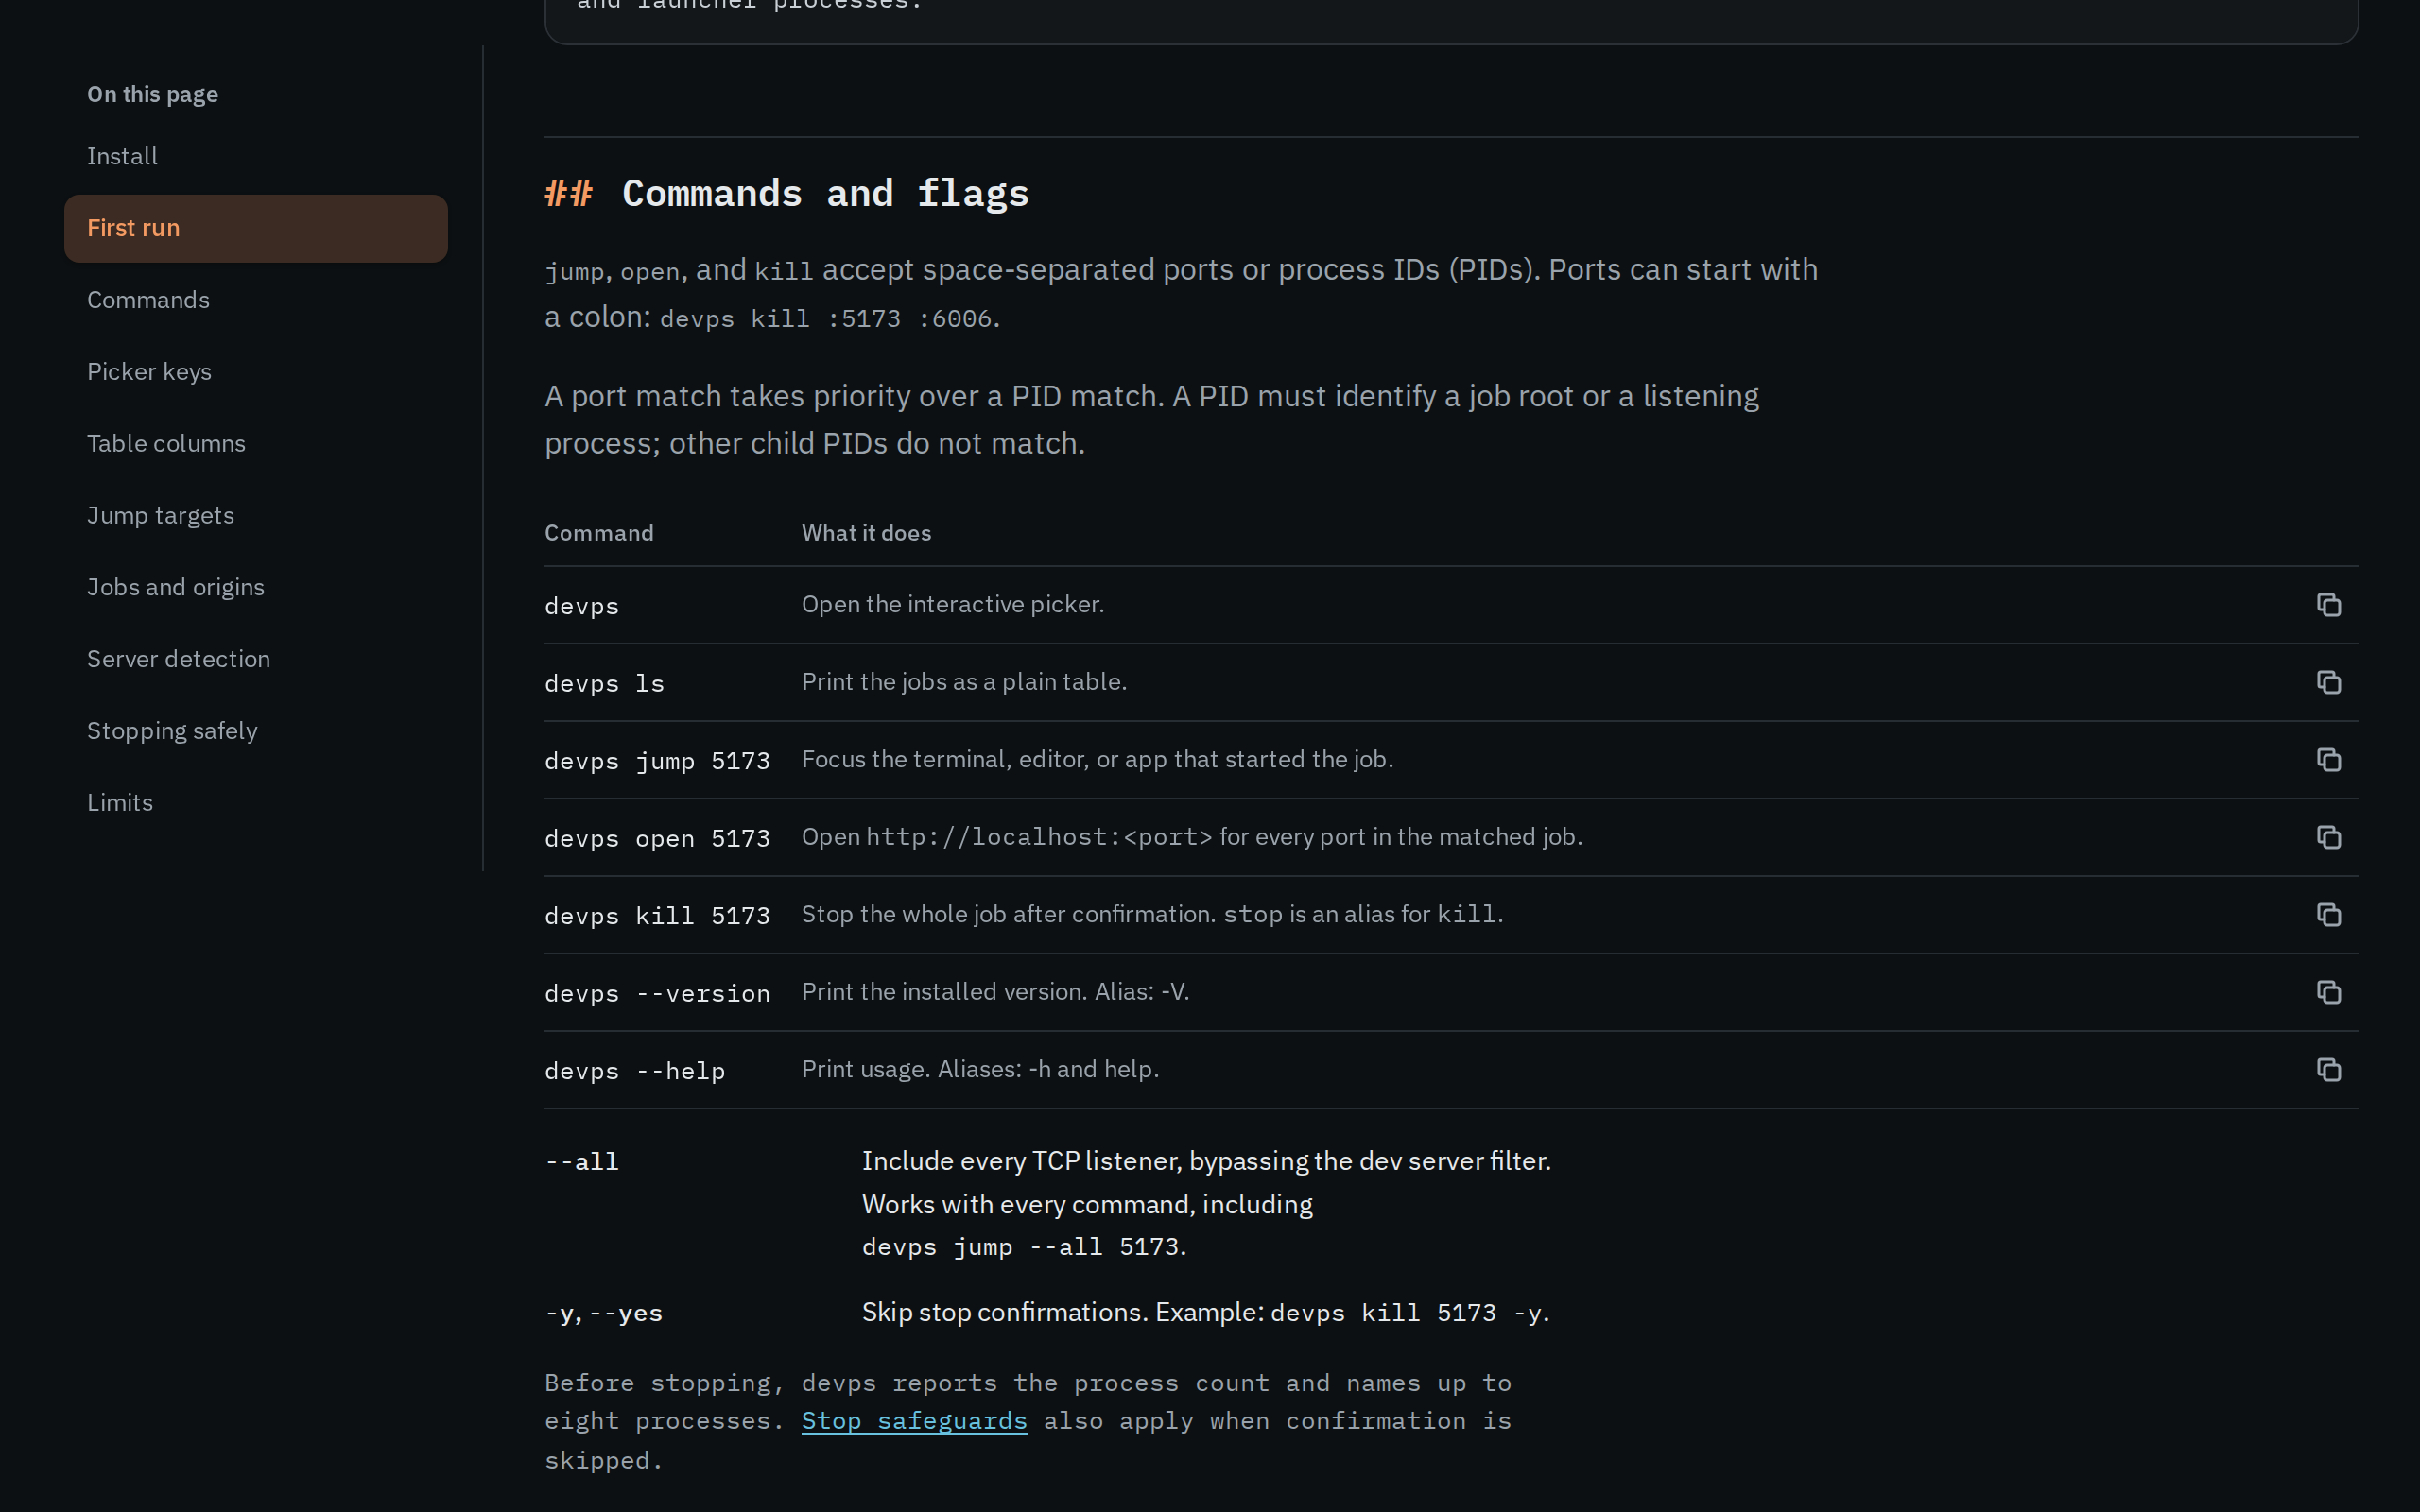 and launcher processes.
On this page
Install
First run
Commands
Picker keys
Table columns
Jump targets
Jobs and origins
Server detection
Stopping safely
Limits
## Commands and flags
jump, open, and kill accept space-separated ports or process IDs (PIDs). Ports can start with
a colon: devps kill :5173 :6006.
A port match takes priority over a PID match. A PID must identify a job root or a listening
process; other child PIDs do not match.
Command What it does
devps Open the interactive picker.
devps ls Print the jobs as a plain table.
devps jump 5173 Focus the terminal, editor, or app that started the job.
devps open 5173 Open http://localhost:<port> for every port in the matched job.
devps kill 5173 Stop the whole job after confirmation. stop is an alias for kill.
devps --version Print the installed version. Alias: -V.
devps --help Print usage. Aliases: -h and help.
--all Include every TCP listener, bypassing the dev server filter.
Works with every command, including
devps jump --all 5173.
-y, --yes Skip stop confirmations. Example: devps kill 5173 -y.
Before stopping, devps reports the process count and names up to
eight processes. Stop safeguards also apply when confirmation is
skipped.